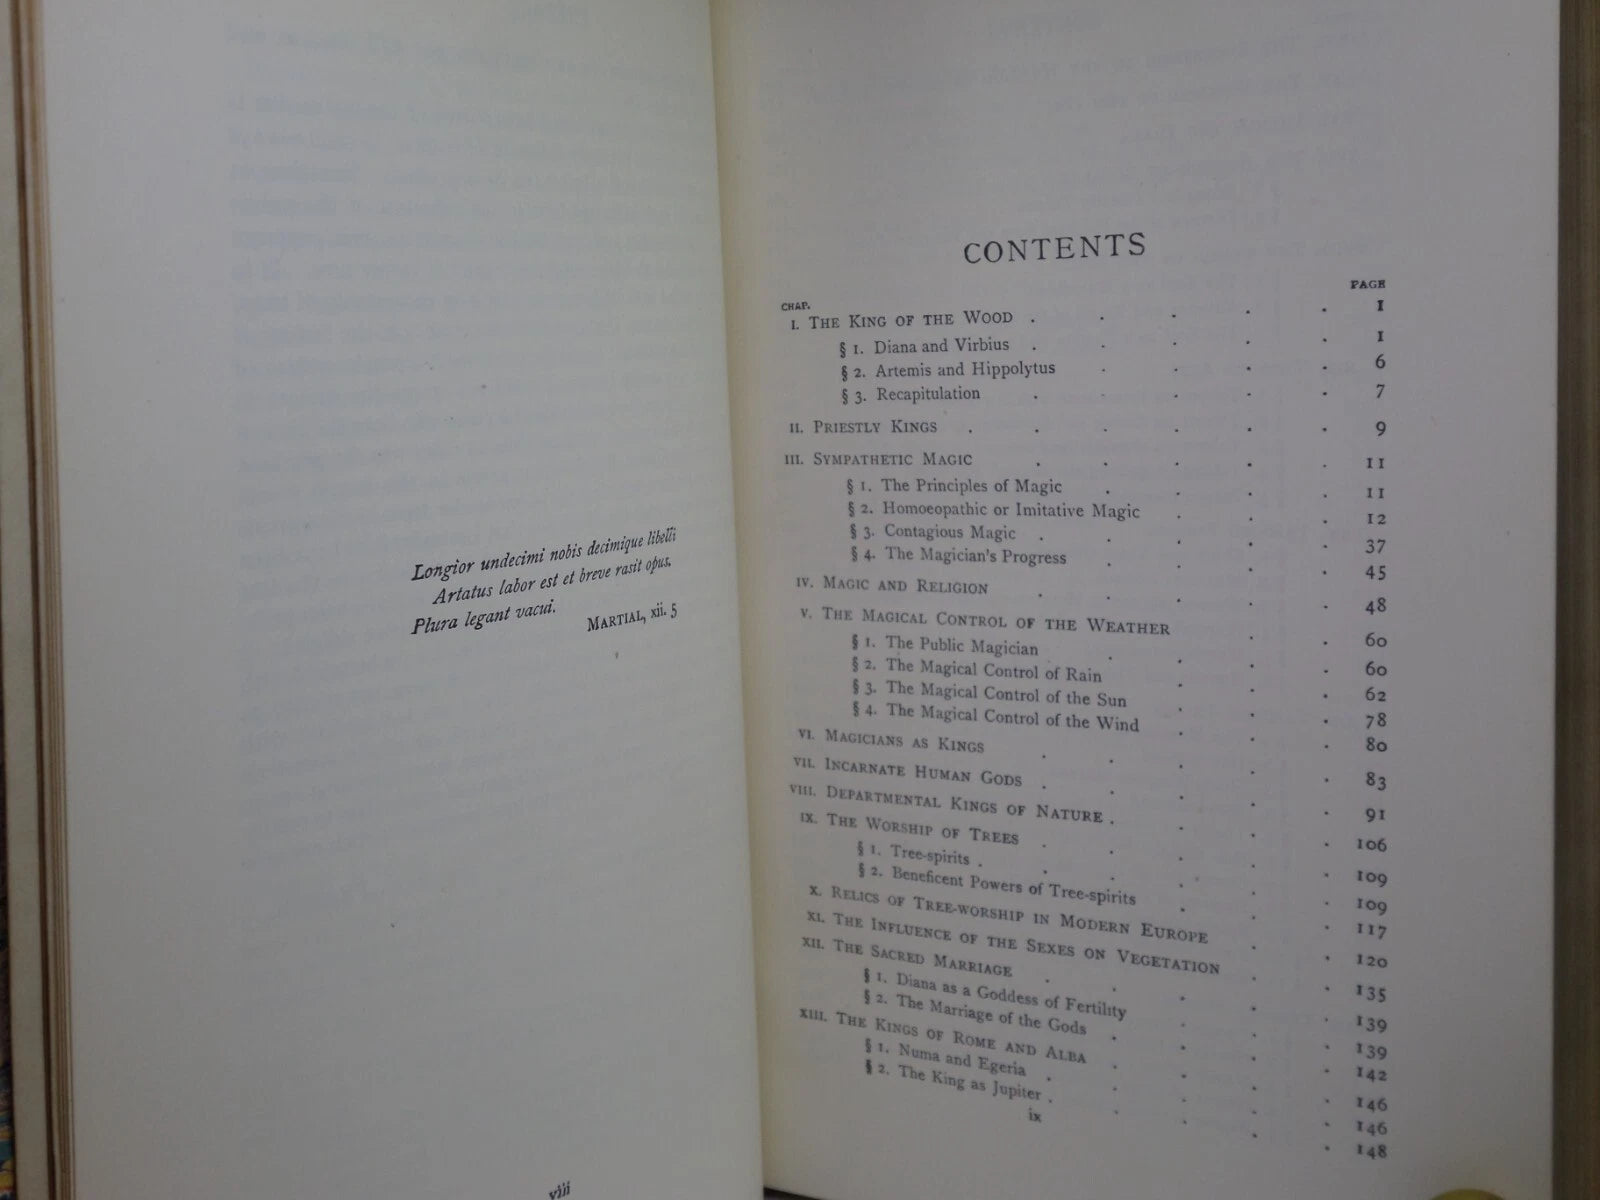 Longior undecimi nobis decimique libelli
Artatus labor est et breve rasit opus.
Plura legant vacui.
MARTIAL, xii. 5
viii
CONTENTS
CHAP. PAGE
I. THE KING OF THE WOOD . . . . . 1
§ 1. Diana and Virbius . . . . . 1
§ 2. Artemis and Hippolytus . . . . 6
§ 3. Recapitulation . . . . . 7
II. PRIESTLY KINGS . . . . . . 9
III. SYMPATHETIC MAGIC . . . . . 11
§ 1. The Principles of Magic . . . . 11
§ 2. Homoeopathic or Imitative Magic . . . 12
§ 3. Contagious Magic . . . . . 37
§ 4. The Magician's Progress . . . . 45
IV. MAGIC AND RELIGION . . . . . 48
V. THE MAGICAL CONTROL OF THE WEATHER . . 60
§ 1. The Public Magician . . . . 60
§ 2. The Magical Control of Rain . . . 62
§ 3. The Magical Control of the Sun . . . 78
§ 4. The Magical Control of the Wind . . . 80
VI. MAGICIANS AS KINGS . . . . . 83
VII. INCARNATE HUMAN GODS . . . . . 91
VIII. DEPARTMENTAL KINGS OF NATURE . . . . 106
IX. THE WORSHIP OF TREES . . . . . 109
§ 1. Tree-spirits . . . . . . 109
§ 2. Beneficent Powers of Tree-spirits . . . 117
X. RELICS OF TREE-WORSHIP IN MODERN EUROPE . . 120
XI. THE INFLUENCE OF THE SEXES ON VEGETATION . . 135
XII. THE SACRED MARRIAGE . . . . . 139
§ 1. Diana as a Goddess of Fertility . . . 139
§ 2. The Marriage of the Gods . . . . 142
XIII. THE KINGS OF ROME AND ALBA . . . . 146
§ 1. Numa and Egeria . . . . . 146
§ 2. The King as Jupiter . . . . . 148
ix